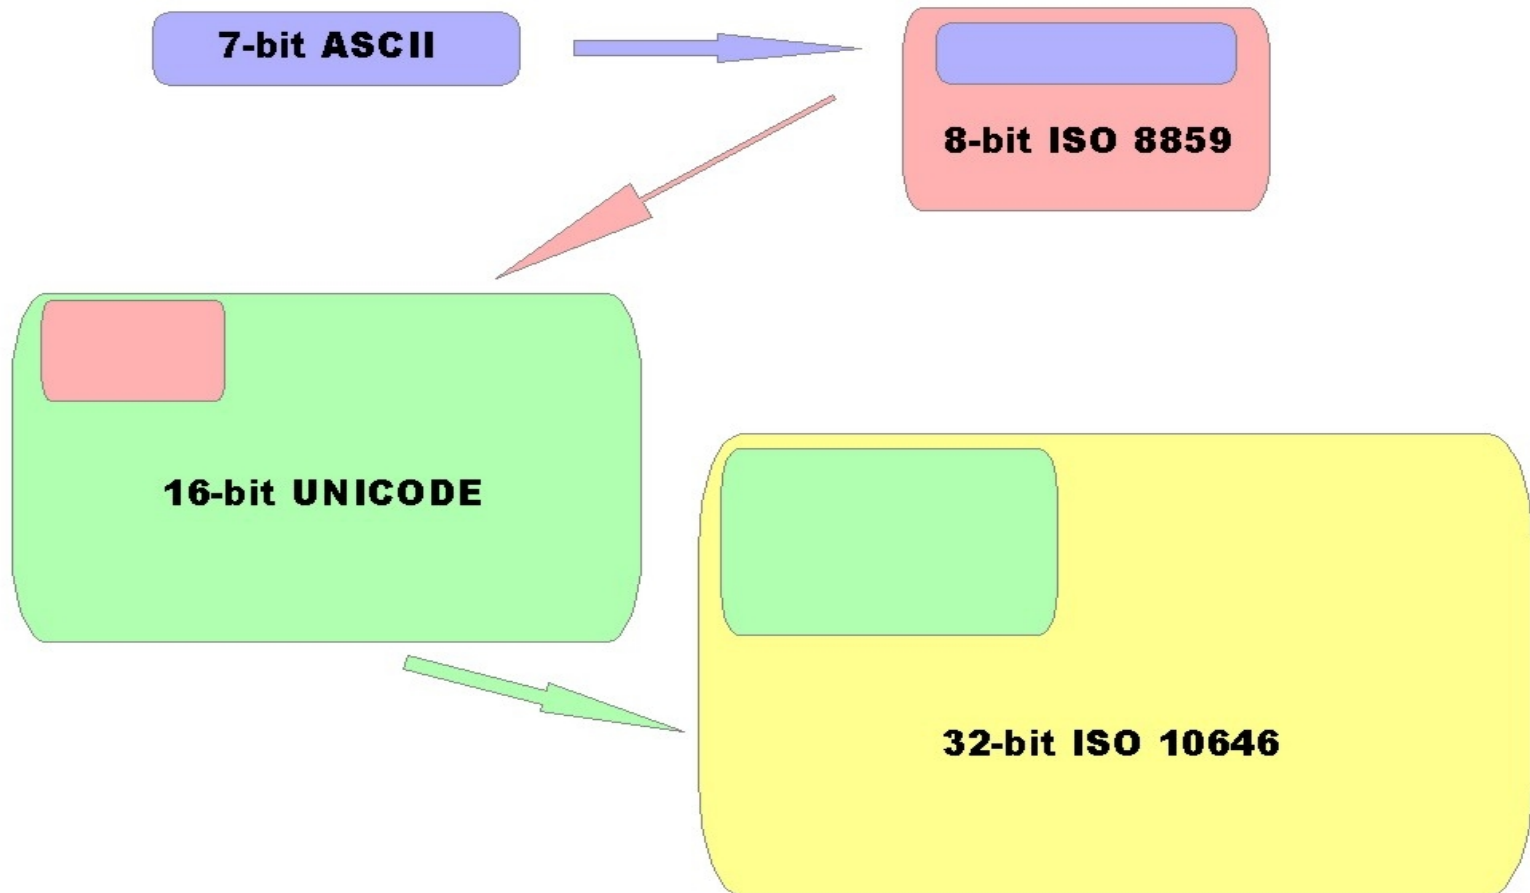 7-bit ASCII
8-bit ISO 8859
16-bit UNICODE
32-bit ISO 10646